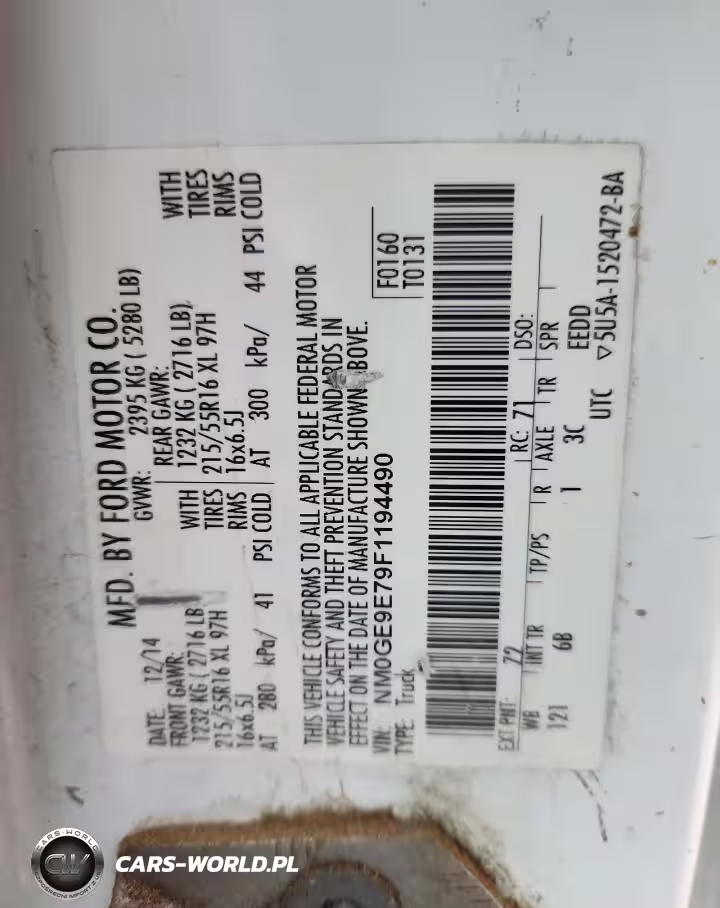 MFD. BY FORD MOTOR CO.
DATE: 12/14 GVWR: 2395 KG ( 5280 LB)
FRONT GAWR: REAR GAWR:
1232 KG ( 2716 LB WITH 1232 KG ( 2716 LB) WITH
215/55R16 XL 97H TIRES 215/55R16 XL 97H TIRES
16x6.5J RIMS 16x6.5J RIMS
AT 280 kPa/ 41 PSI COLD AT 300 kPa/ 44 PSI COLD
THIS VEHICLE CONFORMS TO ALL APPLICABLE FEDERAL MOTOR
VEHICLE SAFETY AND THEFT PREVENTION STANDARDS IN
EFFECT ON THE DATE OF MANUFACTURE SHOWN ABOVE.
VIN: NM0GE9E79F1194490 F0160
TYPE: Truck T0131
EXT PNT: Z2 RC: 71 DSO:
WB INT TR TP/PS R AXLE TR SPR
121 6B 1 3C EEDD
UTC ▽5U5A-1520472-BA
CARS-WORLD
CW
CARS-WORLD.PL